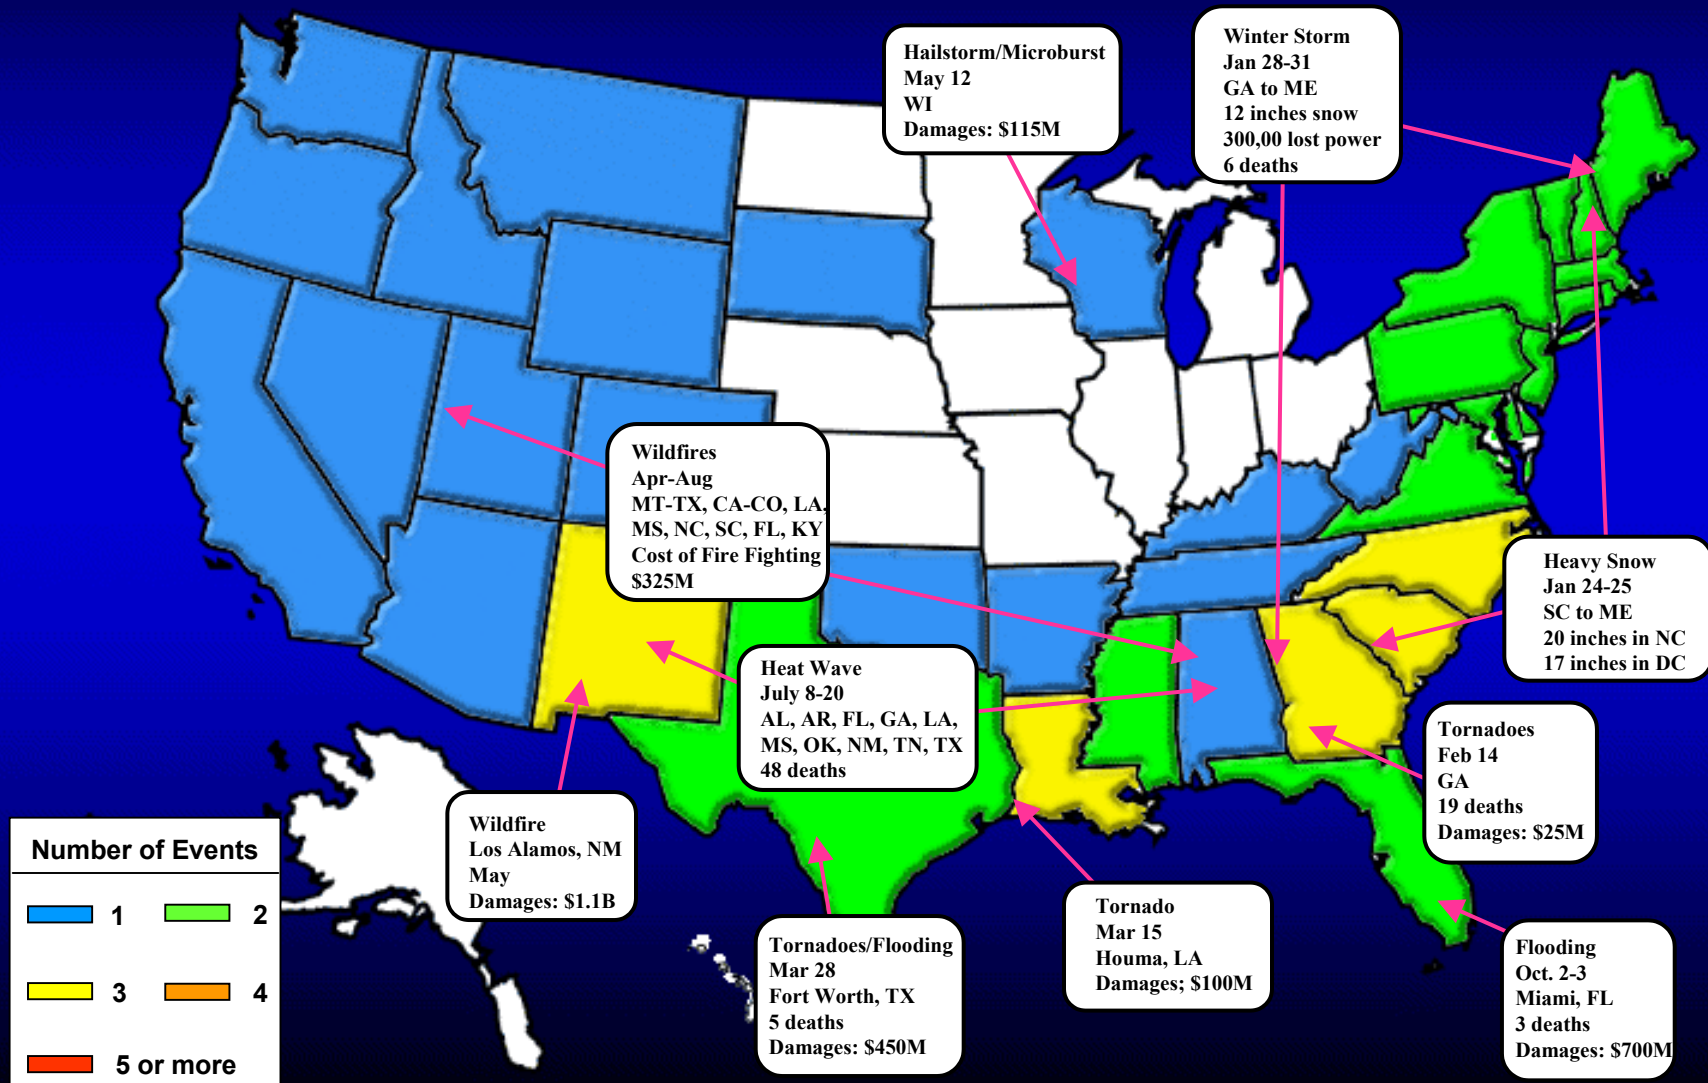 Hailstorm/Microburst
May 12
WI
Damages: $115M
Winter Storm
Jan 28-31
GA to ME
12 inches snow
300,00 lost power
6 deaths
Wildfires
Apr-Aug
MT-TX, CA-CO, LA,
MS, NC, SC, FL, KY
Cost of Fire Fighting
$325M
Heavy Snow
Jan 24-25
SC to ME
20 inches in NC
17 inches in DC
Heat Wave
July 8-20
AL, AR, FL, GA, LA,
MS, OK, NM, TN, TX
48 deaths
Tornadoes
Feb 14
GA
19 deaths
Damages: $25M
Wildfire
Los Alamos, NM
May
Damages: $1.1B
Tornado
Mar 15
Houma, LA
Damages; $100M
Tornadoes/Flooding
Mar 28
Fort Worth, TX
5 deaths
Damages: $450M
Flooding
Oct. 2-3
Miami, FL
3 deaths
Damages: $700M
Number of Events
1 2
3 4
5 or more